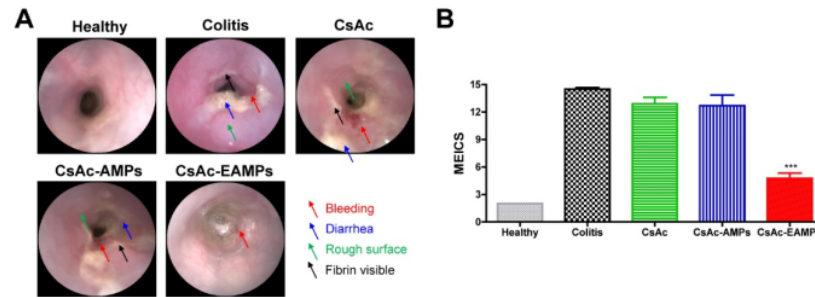 A
Healthy
Colitis
CsAc
CsAc-AMPs
CsAc-EAMPs
Bleeding
Diarrhea
Rough surface
Fibrin visible
B
MEICS
15
12
9
6
3
0
***
Healthy
Colitis
CsAc
CsAc-AMPs
CsAc-EAMPs